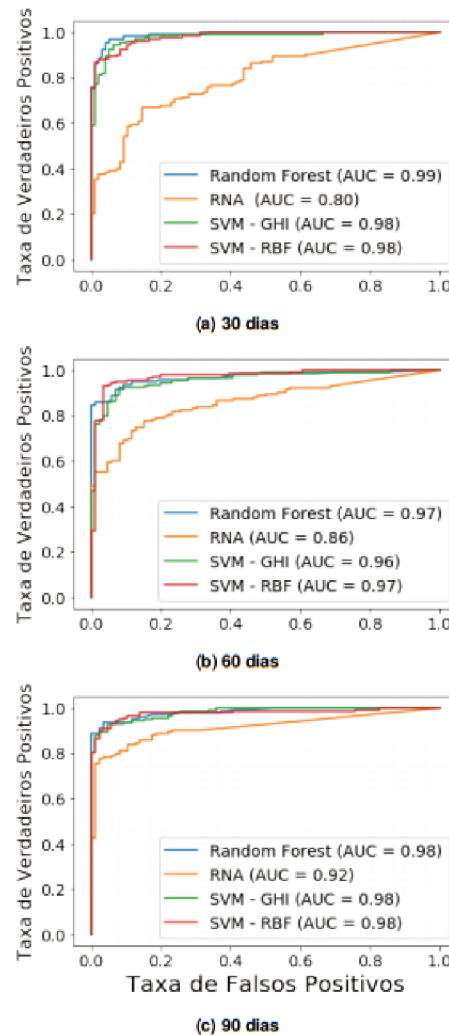 Taxa de Verdadeiros Positivos
1.0
0.8
0.6
0.4
0.2
0.0
Random Forest (AUC = 0.99)
RNA (AUC = 0.80)
SVM - GHI (AUC = 0.98)
SVM - RBF (AUC = 0.98)
0.0 0.2 0.4 0.6 0.8 1.0
(a) 30 dias
Taxa de Verdadeiros Positivos
1.0
0.8
0.6
0.4
0.2
0.0
Random Forest (AUC = 0.97)
RNA (AUC = 0.86)
SVM - GHI (AUC = 0.96)
SVM - RBF (AUC = 0.97)
0.0 0.2 0.4 0.6 0.8 1.0
(b) 60 dias
Taxa de Verdadeiros Positivos
1.0
0.8
0.6
0.4
0.2
0.0
Random Forest (AUC = 0.98)
RNA (AUC = 0.92)
SVM - GHI (AUC = 0.98)
SVM - RBF (AUC = 0.98)
0.0 0.2 0.4 0.6 0.8 1.0
Taxa de Falsos Positivos
(c) 90 dias